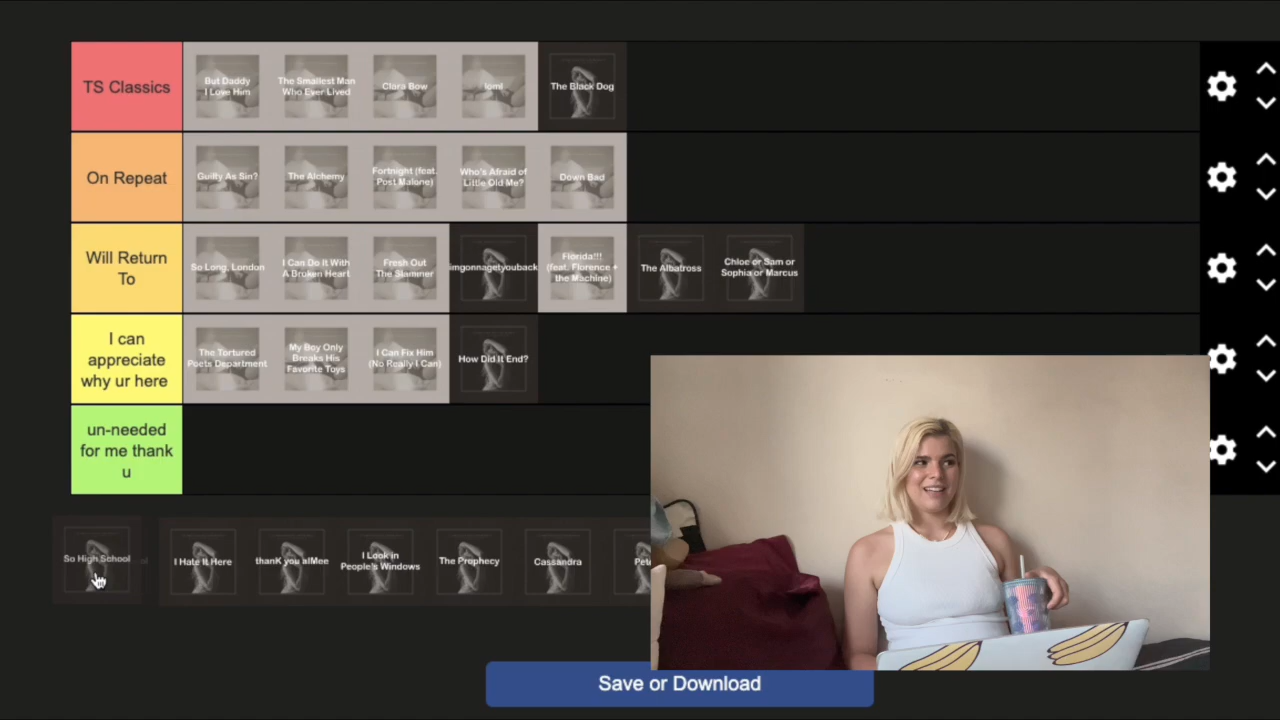 TS Classics
But Daddy
I Love Him
The Smallest Man
Who Ever Lived
Clara Bow
loml
The Black Dog
On Repeat
Guilty As Sin?
The Alchemy
Fortnight (feat.
Post Malone)
Who's Afraid of
Little Old Me?
Down Bad
Will Return
To
So Long, London
I Can Do It With
A Broken Heart
Fresh Out
The Slammer
imgonnagetyouback
Florida!!!
(feat. Florence +
the Machine)
The Albatross
Chloe or Sam or
Sophia or Marcus
I can
appreciate
why ur here
The Tortured
Poets Department
My Boy Only
Breaks His
Favorite Toys
I Can Fix Him
(No Really I Can)
How Did It End?
un-needed
for me thank
u
So High School
I Hate It Here
thanK you aIMee
I Look in
People's Windows
The Prophecy
Cassandra
Save or Download